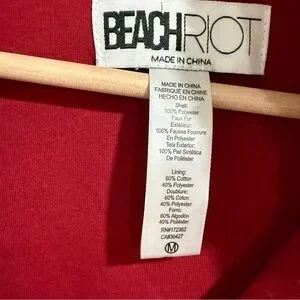 BEACHRIOT
MADE IN CHINA
MADE IN CHINA
FABRIQUÉ EN CHINE
HECHO EN CHINA
Shell:
100% Polyester
Faux Fur
Extérieur:
100% Fausse Fourrure
En Polyester
Tela Exterior:
100% Piel Sintética
De Poliéster
Lining:
60% Cotton
40% Polyester
Doublure:
60% Coton
40% Polyester
Forro:
60% Algodón
40% Poliéster
RN#172362
CA#30427
M